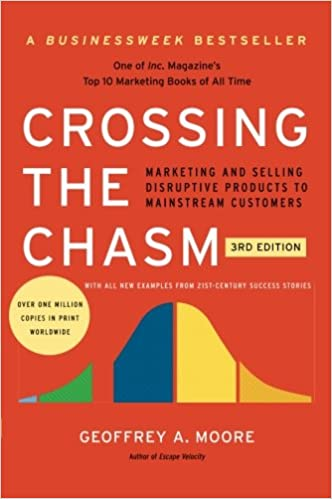 A BUSINESSWEEK BESTSELLER
One of Inc. Magazine's
Top 10 Marketing Books of All Time
CROSSING
THE
CHASM
MARKETING AND SELLING
DISRUPTIVE PRODUCTS TO
MAINSTREAM CUSTOMERS
3RD EDITION
WITH ALL NEW EXAMPLES FROM 21ST-CENTURY SUCCESS STORIES
OVER ONE MILLION
COPIES IN PRINT
WORLDWIDE
GEOFFREY A. MOORE
Author of Escape Velocity